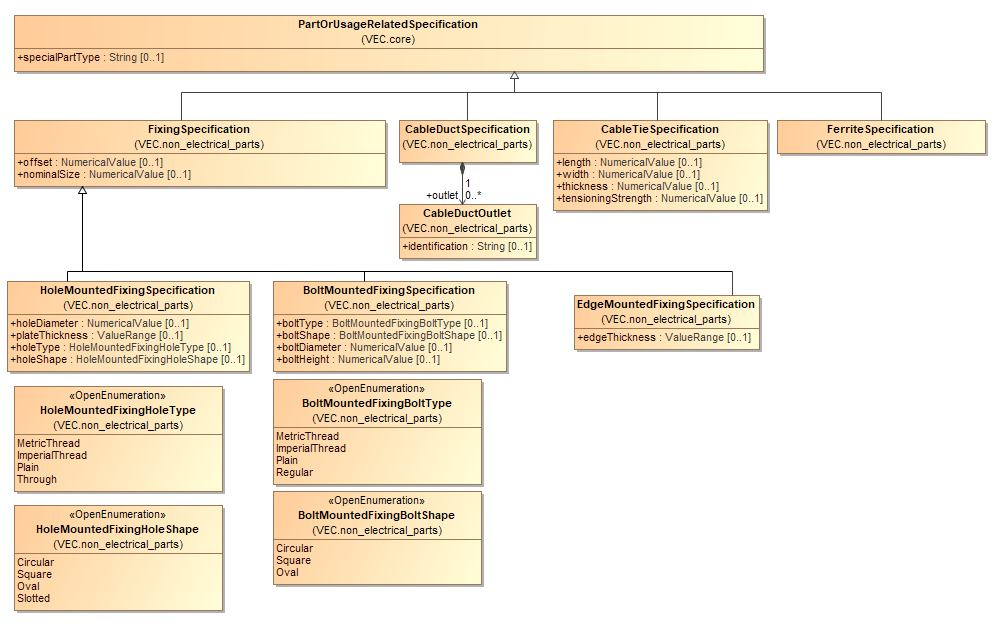 PartOrUsageRelatedSpecification
(VEC.core)
+specialPartType : String [0..1]
FixingSpecification
(VEC.non_electrical_parts)
+offset : NumericalValue [0..1]
+nominalSize : NumericalValue [0..1]
CableDuctSpecification
(VEC.non_electrical_parts)
CableTieSpecification
(VEC.non_electrical_parts)
+length : NumericalValue [0..1]
+width : NumericalValue [0..1]
+thickness : NumericalValue [0..1]
+tensioningStrength : NumericalValue [0..1]
FerriteSpecification
(VEC.non_electrical_parts)
1
+outlet 0..*
CableDuctOutlet
(VEC.non_electrical_parts)
+identification : String [0..1]
HoleMountedFixingSpecification
(VEC.non_electrical_parts)
+holeDiameter : NumericalValue [0..1]
+plateThickness : ValueRange [0..1]
+holeType : HoleMountedFixingHoleType [0..1]
+holeShape : HoleMountedFixingHoleShape [0..1]
BoltMountedFixingSpecification
(VEC.non_electrical_parts)
+boltType : BoltMountedFixingBoltType [0..1]
+boltShape : BoltMountedFixingBoltShape [0..1]
+boltDiameter : NumericalValue [0..1]
+boltHeight : NumericalValue [0..1]
EdgeMountedFixingSpecification
(VEC.non_electrical_parts)
+edgeThickness : ValueRange [0..1]
«OpenEnumeration»
HoleMountedFixingHoleType
(VEC.non_electrical_parts)
MetricThread
ImperialThread
Plain
Through
«OpenEnumeration»
BoltMountedFixingBoltType
(VEC.non_electrical_parts)
MetricThread
ImperialThread
Plain
Regular
«OpenEnumeration»
HoleMountedFixingHoleShape
(VEC.non_electrical_parts)
Circular
Square
Oval
Slotted
«OpenEnumeration»
BoltMountedFixingBoltShape
(VEC.non_electrical_parts)
Circular
Square
Oval